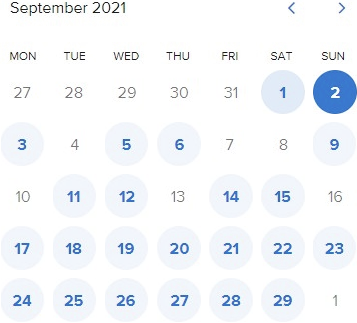 September 2021
MON TUE WED THU FRI SAT SUN
27 28 29 30 31 1 2
3 4 5 6 7 8 9
10 11 12 13 14 15 16
17 18 19 20 21 22 23
24 25 26 27 28 29 1